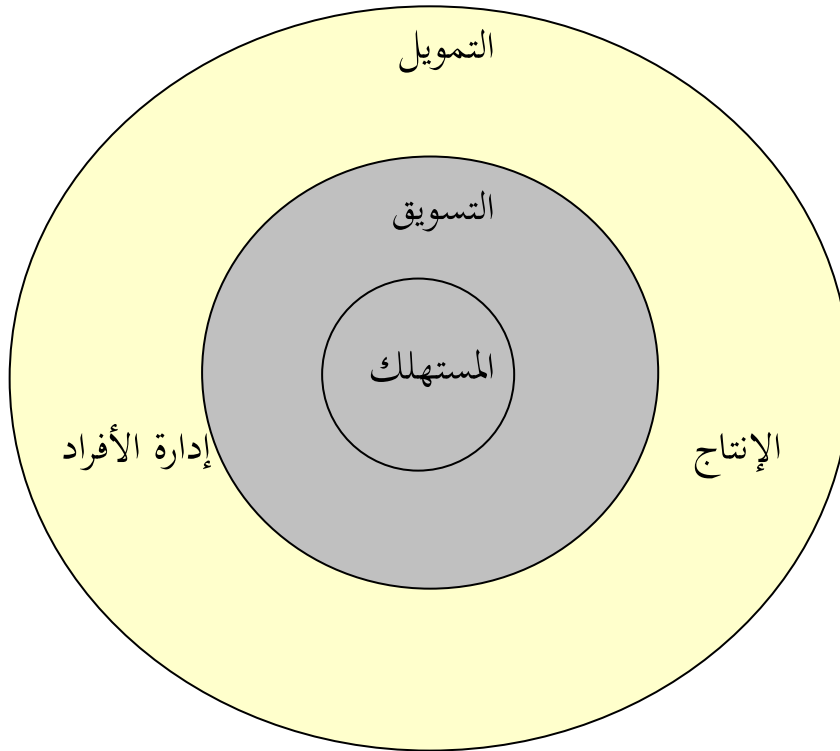 التمويل
التسويق
المستهلك
الإنتاج
إدارة الأفراد